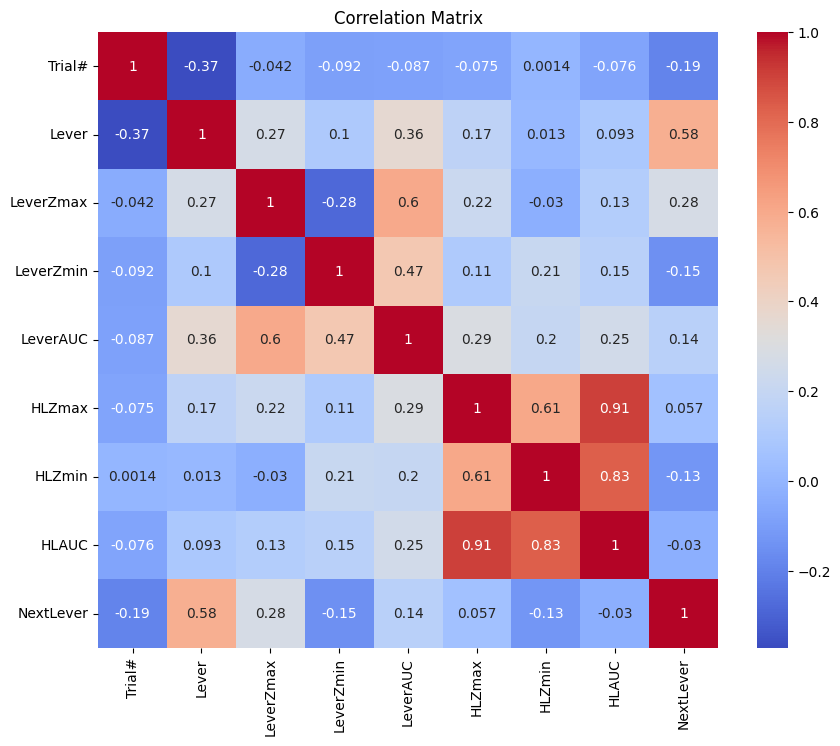 Correlation Matrix
Trial# 1 -0.37 -0.042 -0.092 -0.087 -0.075 0.0014 -0.076 -0.19
Lever -0.37 1 0.27 0.1 0.36 0.17 0.013 0.093 0.58
LeverZmax -0.042 0.27 1 -0.28 0.6 0.22 -0.03 0.13 0.28
LeverZmin -0.092 0.1 -0.28 1 0.47 0.11 0.21 0.15 -0.15
LeverAUC -0.087 0.36 0.6 0.47 1 0.29 0.2 0.25 0.14
HLZmax -0.075 0.17 0.22 0.11 0.29 1 0.61 0.91 0.057
HLZmin 0.0014 0.013 -0.03 0.21 0.2 0.61 1 0.83 -0.13
HLAUC -0.076 0.093 0.13 0.15 0.25 0.91 0.83 1 -0.03
NextLever -0.19 0.58 0.28 -0.15 0.14 0.057 -0.13 -0.03 1
Trial# Lever LeverZmax LeverZmin LeverAUC HLZmax HLZmin HLAUC NextLever
1.0
0.8
0.6
0.4
0.2
0.0
−0.2